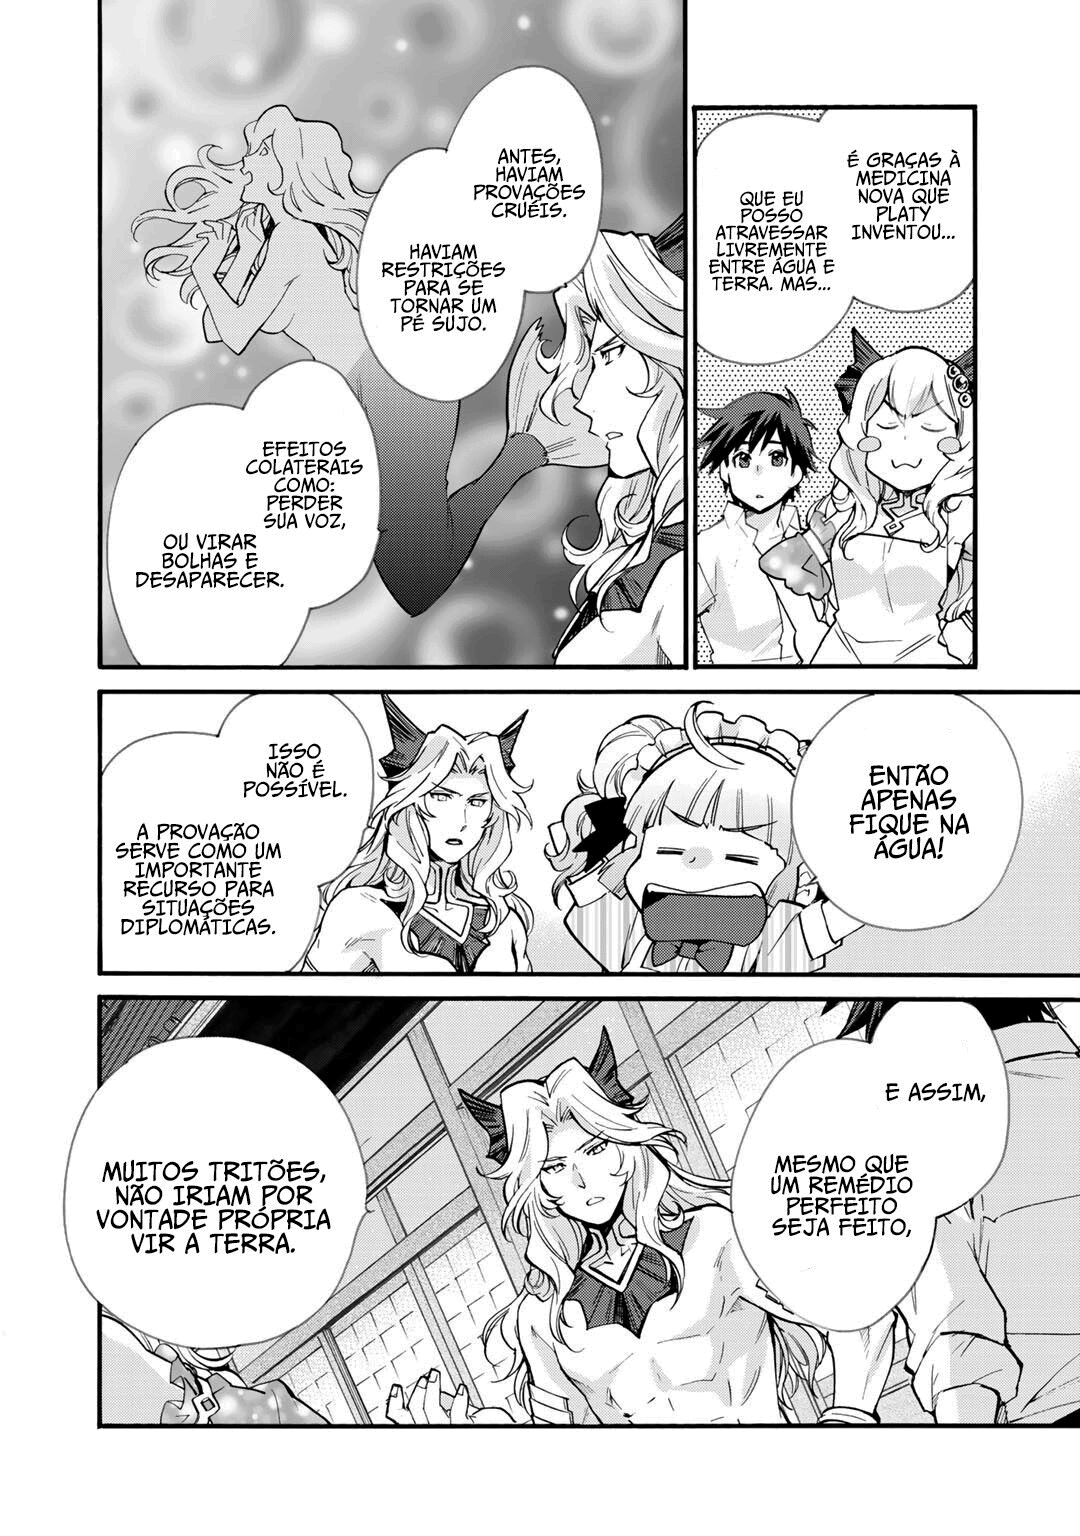 É GRAÇAS À
MEDICINA
NOVA QUE
PLATY
INVENTOU...
QUE EU
POSSO
ATRAVESSAR
LIVREMENTE
ENTRE ÁGUA E
TERRA. MAS...
ANTES,
HAVIAM
PROVAÇÕES
CRUÉIS.
HAVIAM
RESTRIÇÕES
PARA SE
TORNAR UM
PÉ SUJO.
EFEITOS
COLATERAIS
COMO:
PERDER
SUA VOZ,
OU VIRAR
BOLHAS E
DESAPARECER.
ENTÃO
APENAS
FIQUE NA
ÁGUA!
ISSO
NÃO É
POSSÍVEL.
A PROVAÇÃO
SERVE COMO UM
IMPORTANTE
RECURSO PARA
SITUAÇÕES
DIPLOMÁTICAS.
E ASSIM,
MESMO QUE
UM REMÉDIO
PERFEITO
SEJA FEITO,
MUITOS TRITÕES,
NÃO IRIAM POR
VONTADE PRÓPRIA
VIR A TERRA.